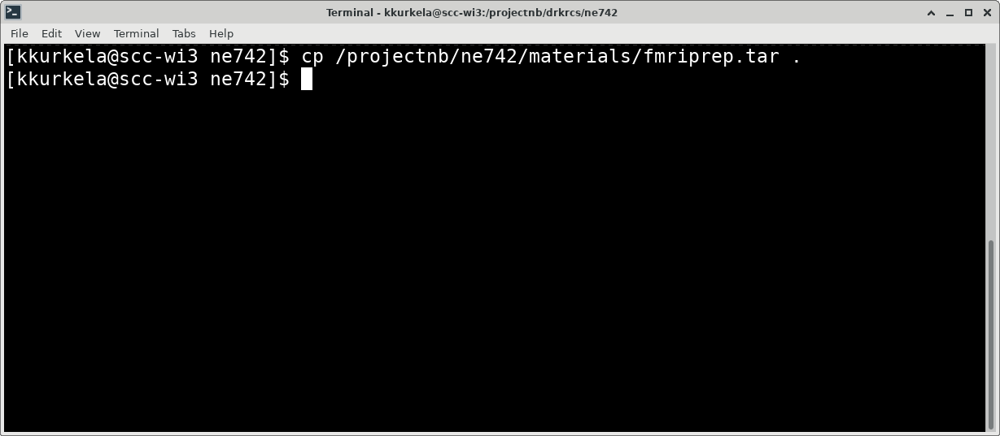 Terminal - kkurkela@scc-wi3:/projectnb/drkrcs/ne742
File Edit View Terminal Tabs Help
[kkurkela@scc-wi3 ne742]$ cp /projectnb/ne742/materials/fmriprep.tar .
[kkurkela@scc-wi3 ne742]$